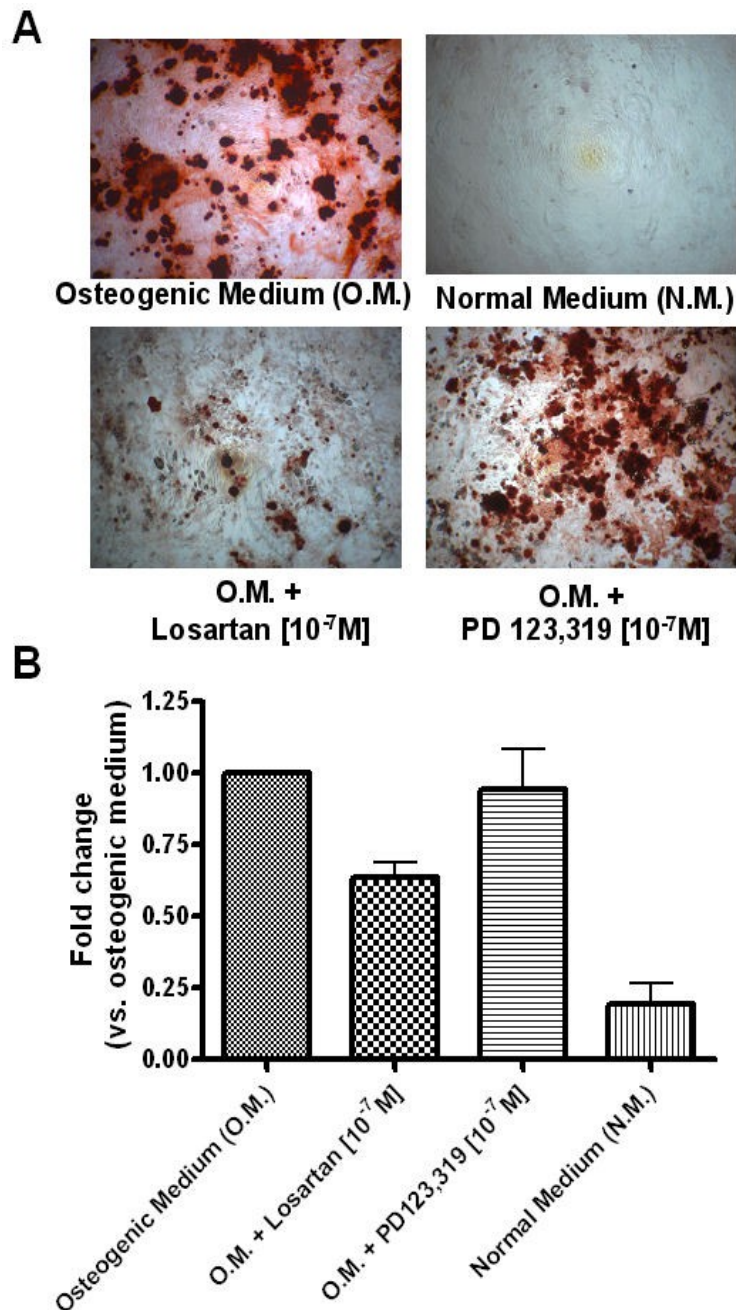 A
Osteogenic Medium (O.M.)
Normal Medium (N.M.)
O.M. +
Losartan [10⁻⁷M]
O.M. +
PD 123,319 [10⁻⁷M]
B
Fold change
(vs. osteogenic medium)
1.25
1.00
0.75
0.50
0.25
0.00
Osteogenic Medium (O.M.)
O.M. + Losartan [10⁻⁷M]
O.M. + PD123,319 [10⁻⁷M]
Normal Medium (N.M.)